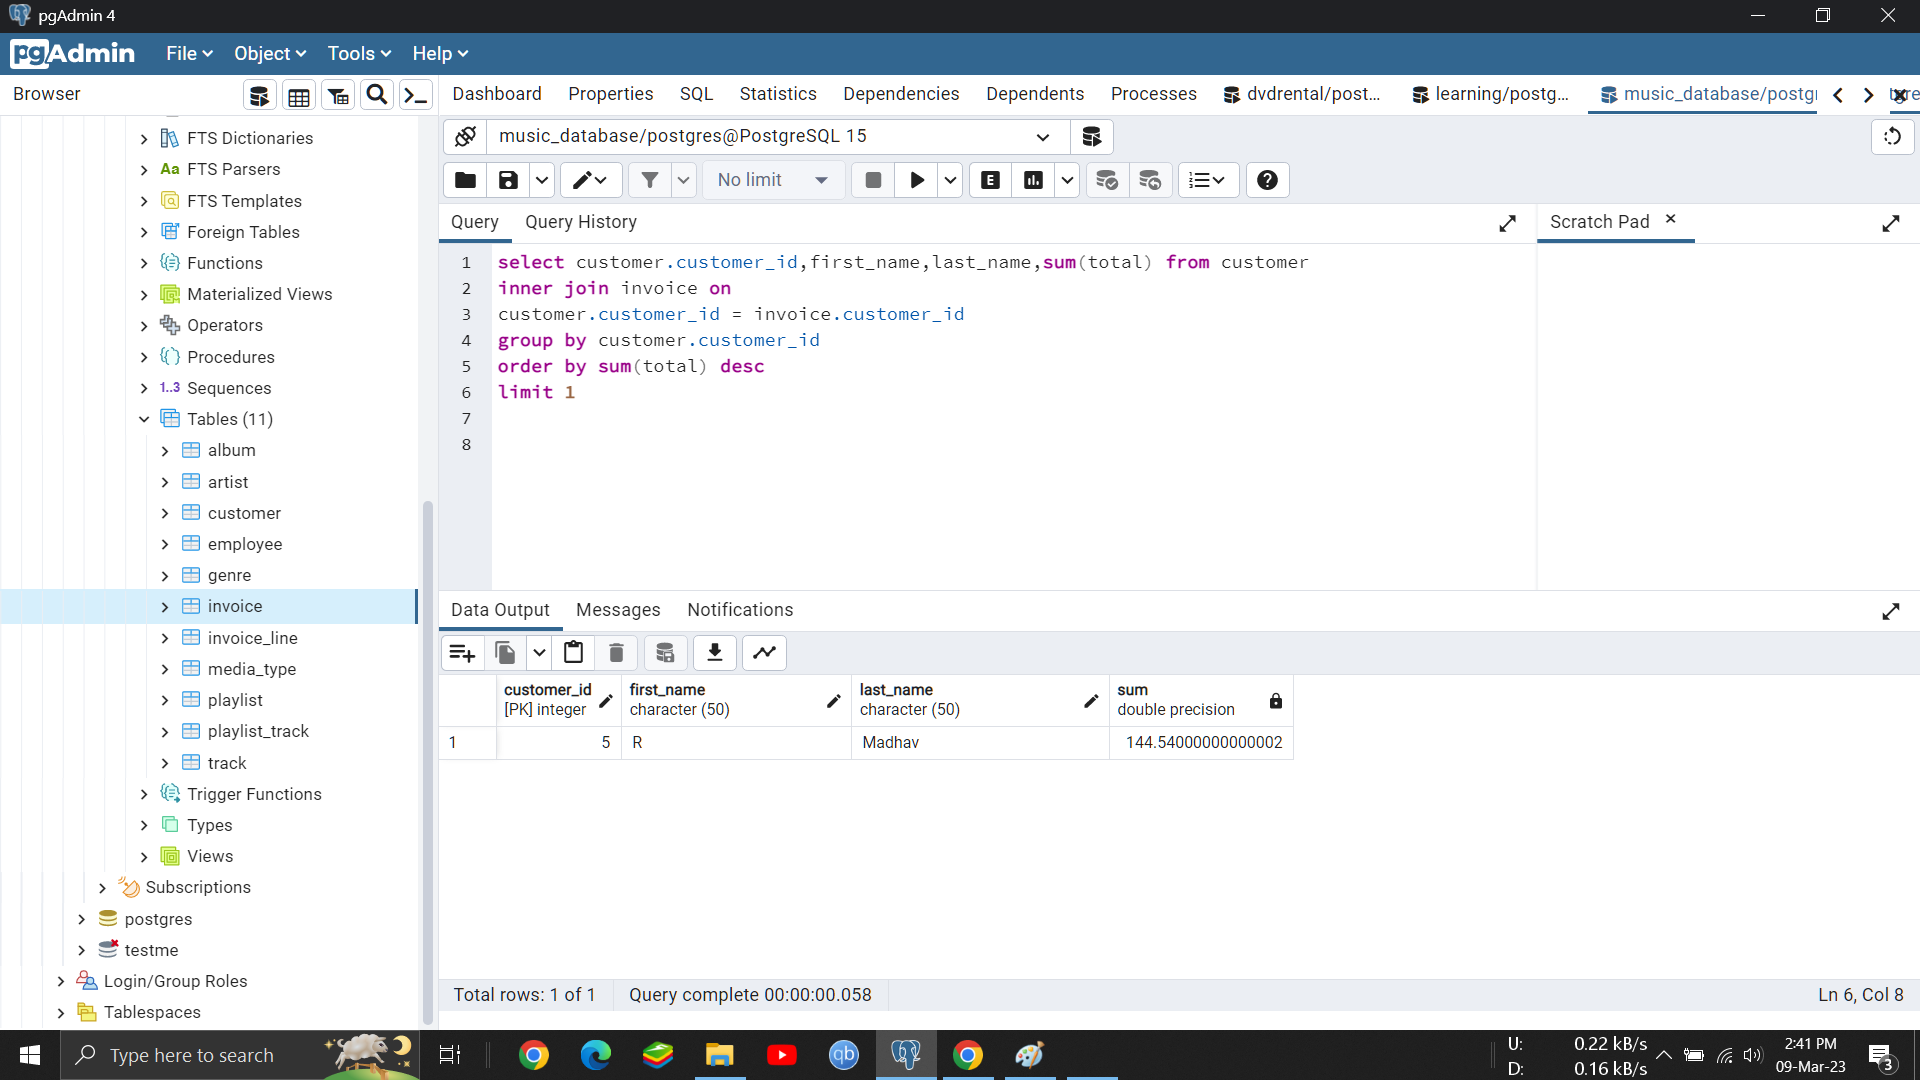 pgAdmin 4
pgAdmin File Object Tools Help
Browser
Dashboard Properties SQL Statistics Dependencies Dependents Processes dvdrental/post... learning/postg... music_database/postg
FTS Dictionaries
Aa FTS Parsers
FTS Templates
Foreign Tables
Functions
Materialized Views
Operators
Procedures
1..3 Sequences
Tables (11)
album
artist
customer
employee
genre
invoice
invoice_line
media_type
playlist
playlist_track
track
Trigger Functions
Types
Views
Subscriptions
postgres
testme
Login/Group Roles
Tablespaces
music_database/postgres@PostgreSQL 15
No limit
E
Query Query History
Scratch Pad
1 select customer.customer_id,first_name,last_name,sum(total) from customer
2 inner join invoice on
3 customer.customer_id = invoice.customer_id
4 group by customer.customer_id
5 order by sum(total) desc
6 limit 1
7
8
Data Output Messages Notifications
customer_id first_name last_name sum
[PK] integer character (50) character (50) double precision
1 5 R Madhav 144.54000000000002
Total rows: 1 of 1 Query complete 00:00:00.058 Ln 6, Col 8
Type here to search
qb
U: 0.22 kB/s
D: 0.16 kB/s
2:41 PM
09-Mar-23
3